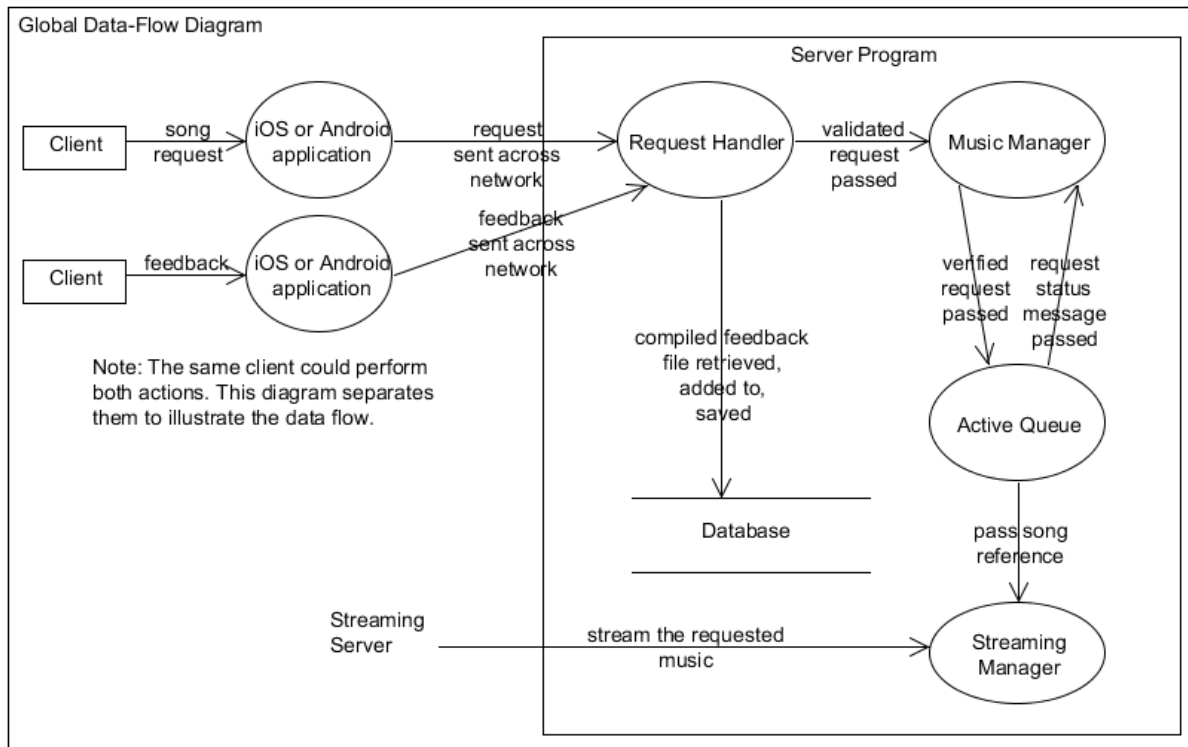 Global Data-Flow Diagram
Server Program
Client
song
request
iOS or Android
application
request
sent across
network
Request Handler
validated
request
passed
Music Manager
Client
feedback
iOS or Android
application
feedback
sent across
network
verified
request
passed
request
status
message
passed
Note: The same client could perform
both actions. This diagram separates
them to illustrate the data flow.
compiled feedback
file retrieved,
added to,
saved
Active Queue
Database
pass song
reference
Streaming
Server
stream the requested
music
Streaming
Manager